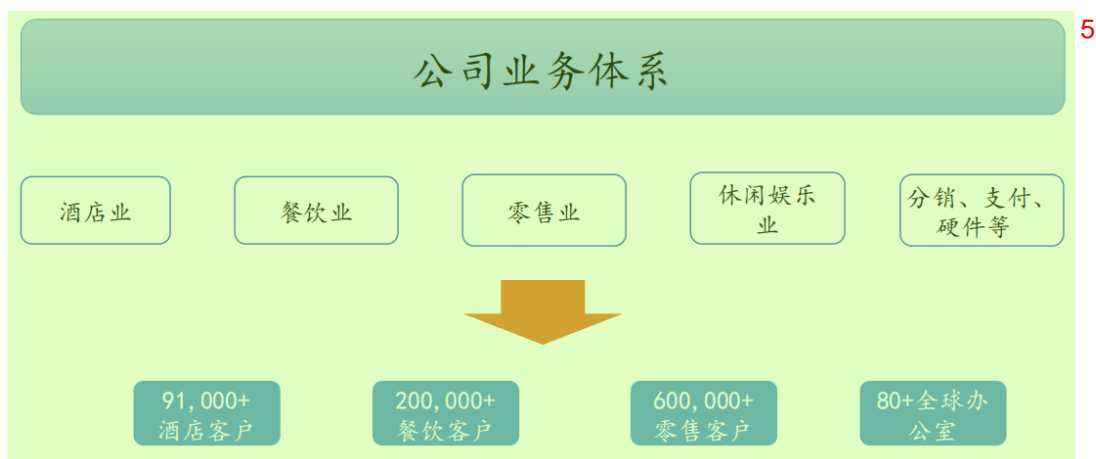 5
公司业务体系
酒店业
餐饮业
零售业
休闲娱乐
业
分销、支付、
硬件等
91,000+
酒店客户
200,000+
餐饮客户
600,000+
零售客户
80+全球办
公室